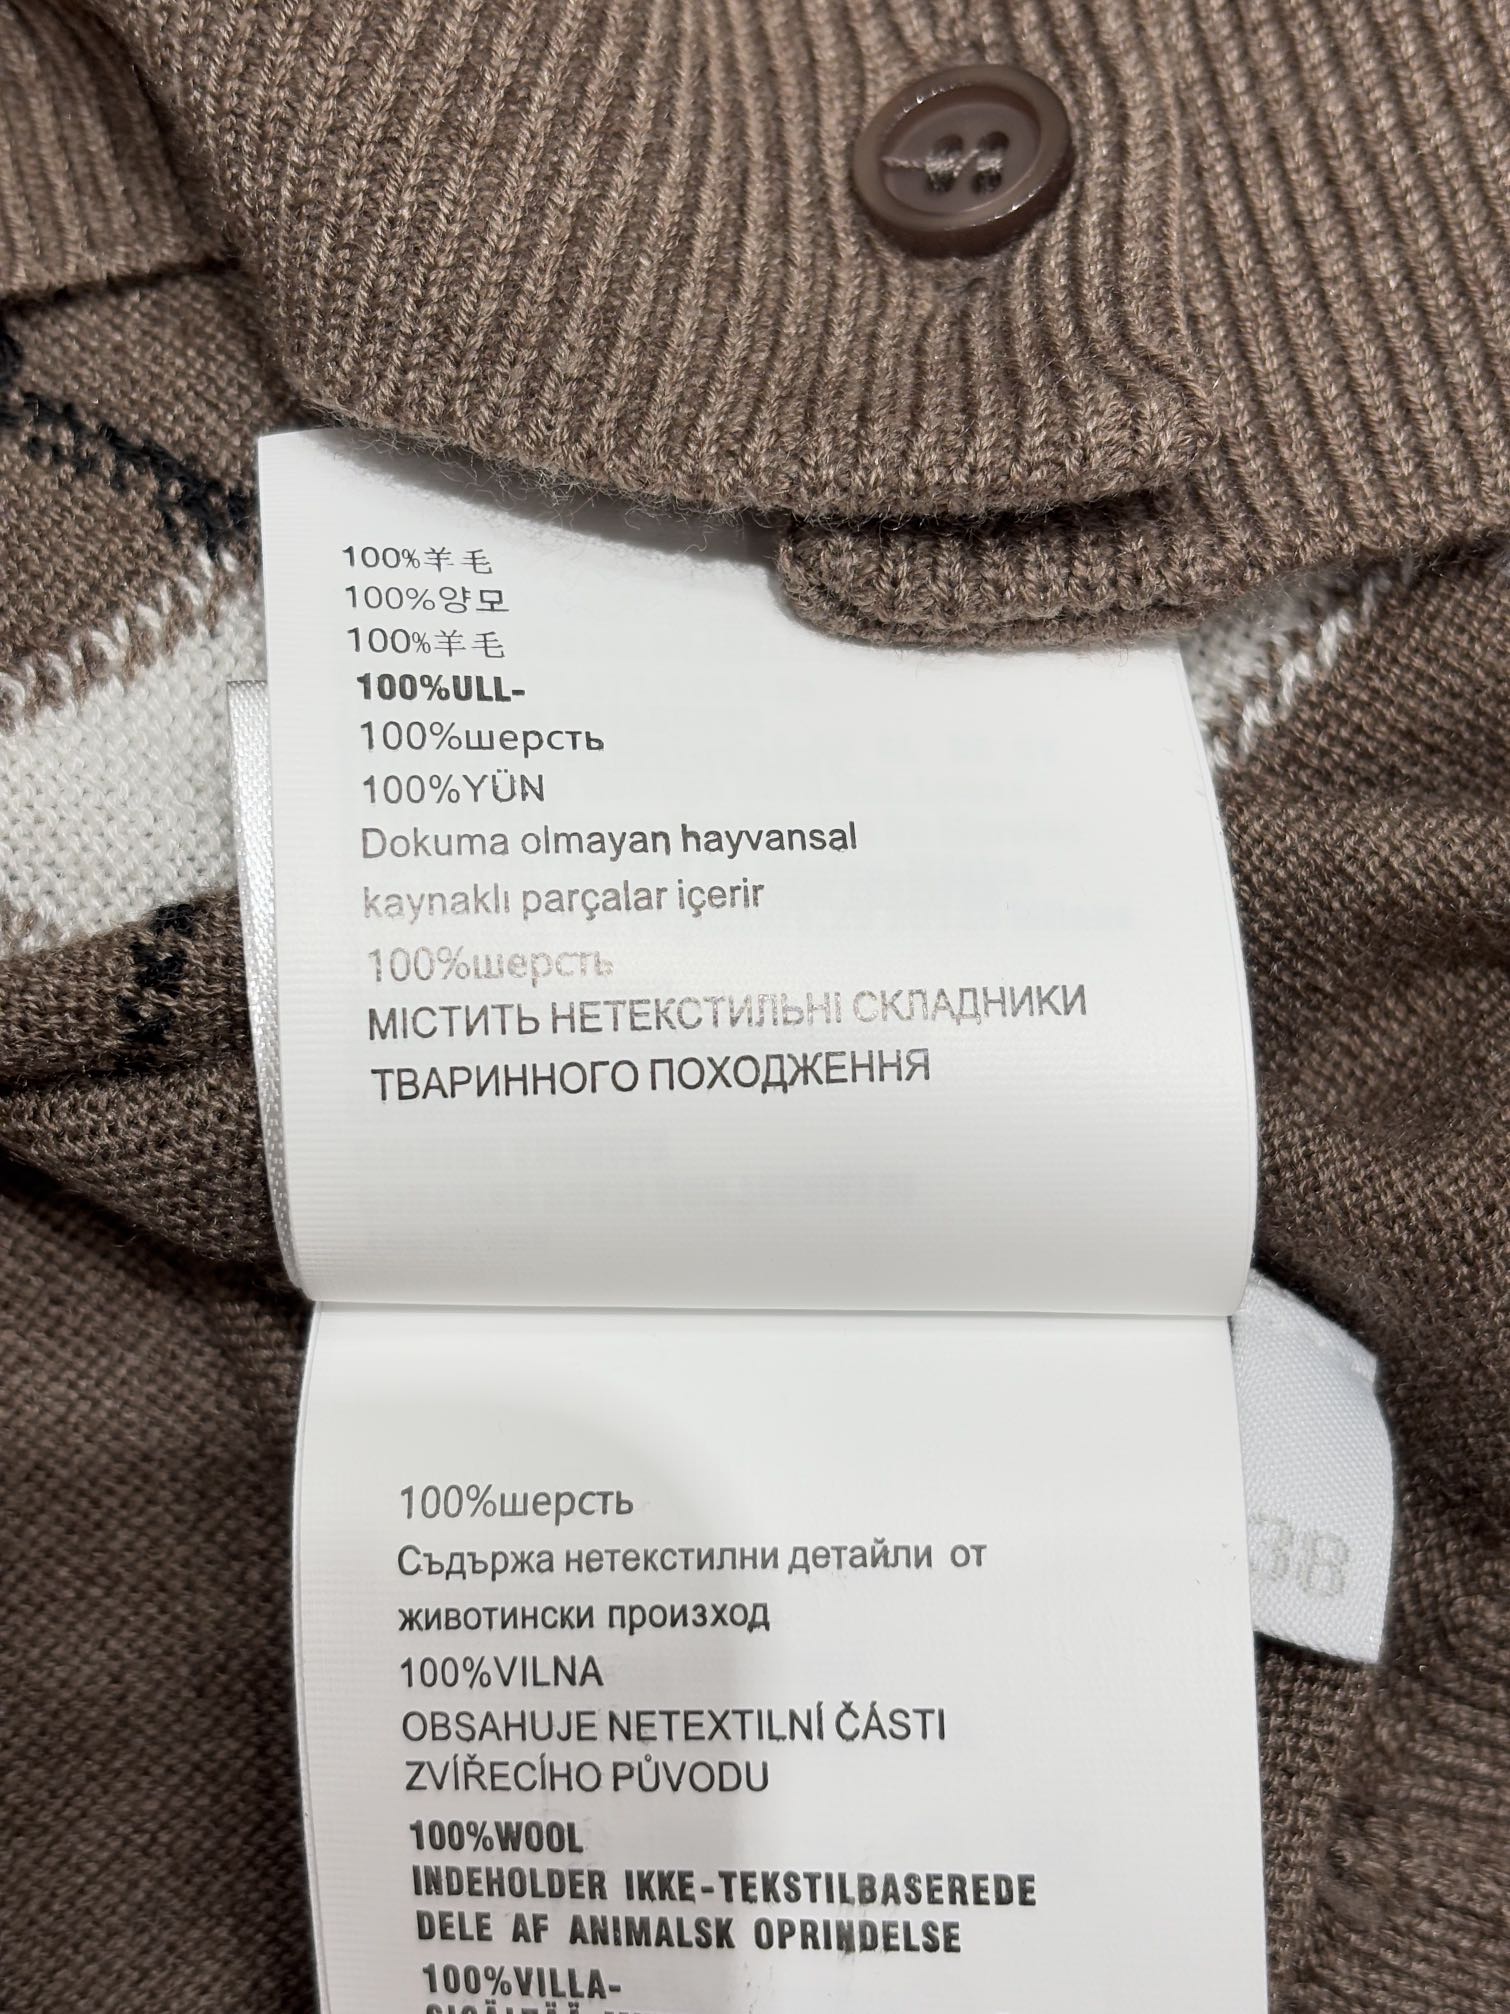 100%羊毛
100%양모
100%羊毛
100%ULL-
100%шерсть
100%YÜN
Dokuma olmayan hayvansal
kaynaklı parçalar içerir
100%шерсть
МІСТИТЬ НЕТЕКСТИЛЬНІ СКЛАДНИКИ
ТВАРИННОГО ПОХОДЖЕННЯ
100%шерсть
Съдържа нетекстилни детайли от
животински произход
100%VILNA
OBSAHUJE NETEXTILNÍ ČÁSTI
ZVÍŘECÍHO PŮVODU
100%WOOL
INDEHOLDER IKKE-TEKSTILBASEREDE
DELE AF ANIMALSK OPRINDELSE
100%VILLA-
38